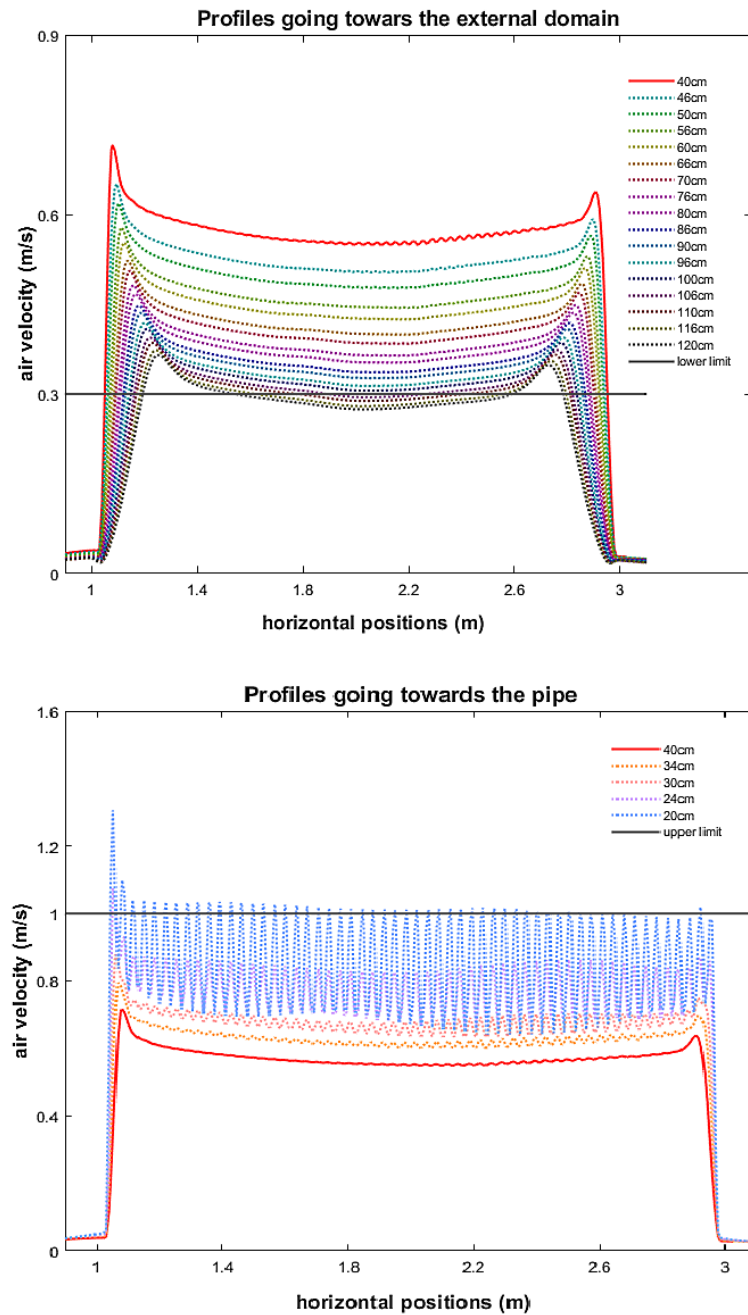 Profiles going towars the external domain
0.9
0.6
0.3
0
air velocity (m/s)
40cm
46cm
50cm
56cm
60cm
66cm
70cm
76cm
80cm
86cm
90cm
96cm
100cm
106cm
110cm
116cm
120cm
lower limit
1
1.4
1.8
2.2
2.6
3
horizontal positions (m)
Profiles going towards the pipe
1.6
1.2
1
0.8
0.4
0
air velocity (m/s)
40cm
34cm
30cm
24cm
20cm
upper limit
1
1.4
1.8
2.2
2.6
3
horizontal positions (m)